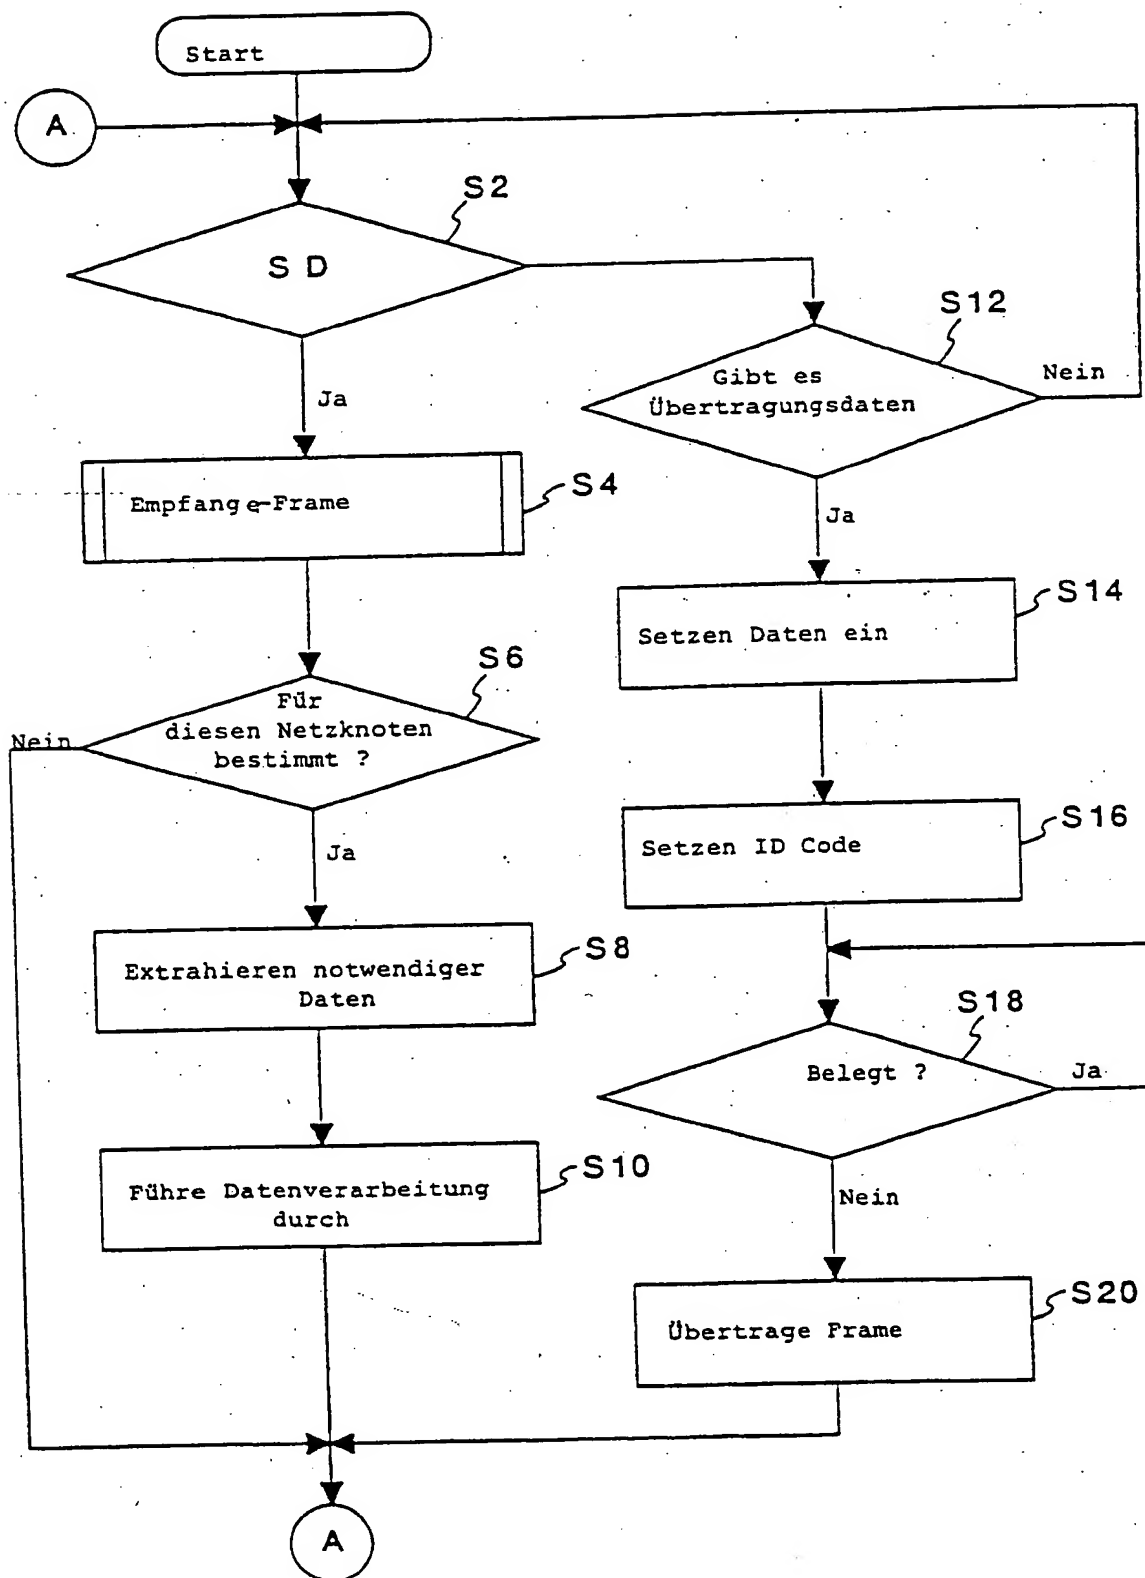 Start
A
S2
S D
S12
Gibt es
Übertragungsdaten
Nein
Ja
Empfange-Frame
S4
Ja
Setzen Daten ein
S14
S6
Für
diesen Netzknoten
bestimmt ?
Nein
Ja
Setzen ID Code
S16
Extrahieren notwendiger
Daten
S8
S18
Belegt ?
Ja
Führe Datenverarbeitung
durch
S10
Nein
Übertrage Frame
S20
A